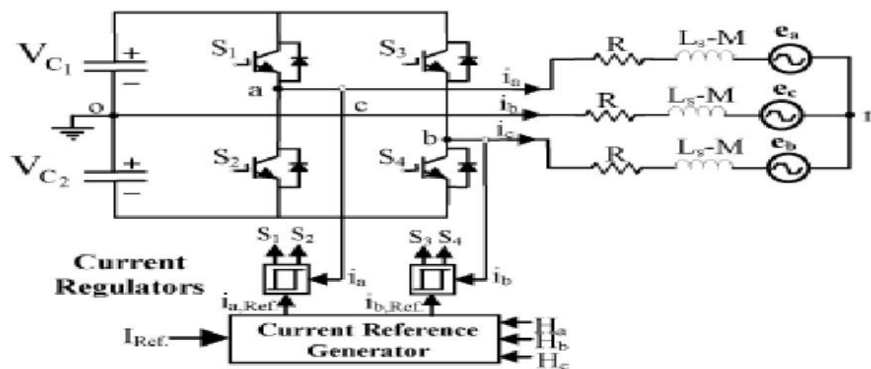 V_C1 + −
S1
S3
a
i_a
R
L_s-M
e_a
o
c
i_b
R
L_s-M
e_c
b
i_c
R
L_s-M
e_b
V_C2 + −
S2
S4
S1 S2
S3 S4
Current
Regulators
i_a
i_b
i_a,Ref.
i_b,Ref.
I_Ref.
Current Reference
Generator
H_a
H_b
H_c